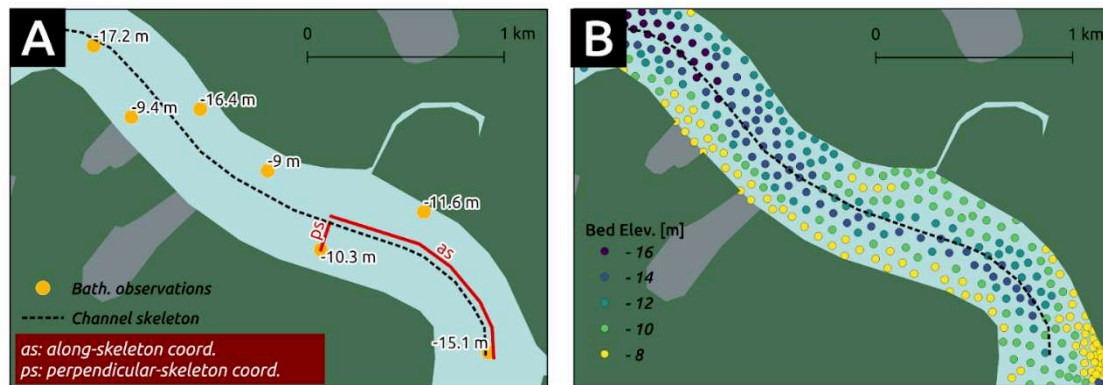 A
-17.2 m
0
1 km
-9.4 m
-16.4 m
-9 m
-11.6 m
ps
as
-10.3 m
Bath. observations
Channel skeleton
-15.1 m
as: along-skeleton coord.
ps: perpendicular-skeleton coord.
B
0
1 km
Bed Elev. [m]
- 16
- 14
- 12
- 10
- 8